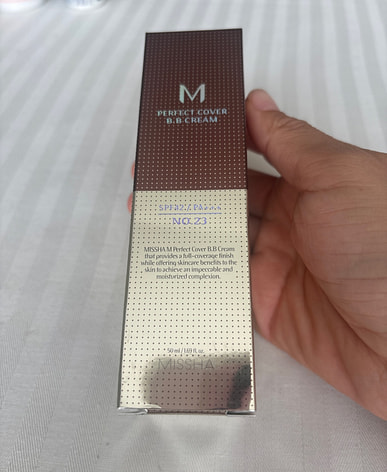 M
PERFECT COVER
B.B CREAM
NO.23
MISSHA M Perfect Cover B.B Cream
that provides a full-coverage finish
while offering skincare benefits to the
skin to achieve an impeccable and
moisturized complexion.
50 ml / 1.69 fl. oz.
MISSHA